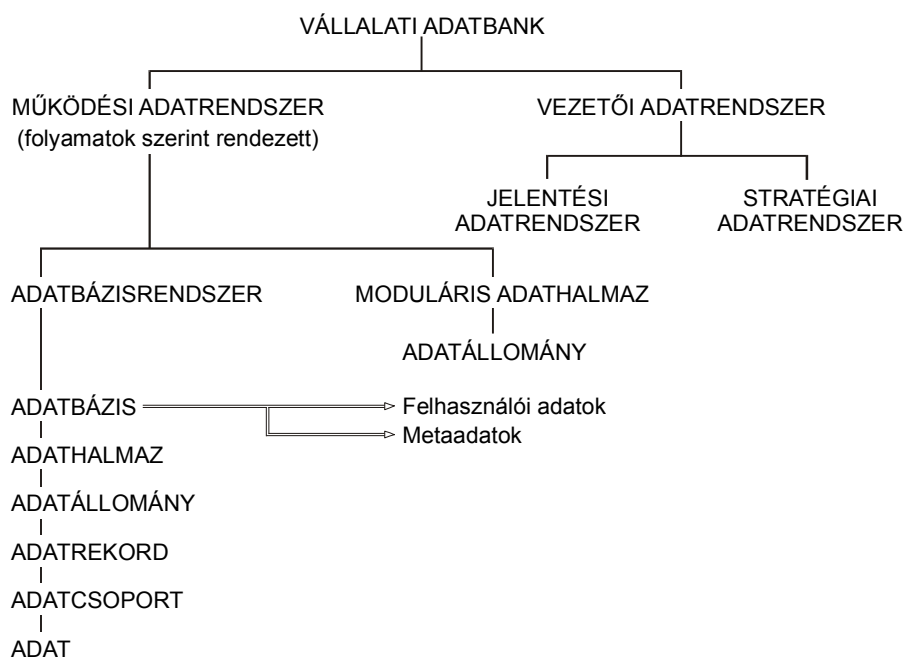 VÁLLALATI ADATBANK
MŰKÖDÉSI ADATRENDSZER
(folyamatok szerint rendezett)
VEZETŐI ADATRENDSZER
JELENTÉSI
ADATRENDSZER
STRATÉGIAI
ADATRENDSZER
ADATBÁZISRENDSZER
MODULÁRIS ADATHALMAZ
ADATÁLLOMÁNY
ADATBÁZIS
Felhasználói adatok
Metaadatok
ADATHALMAZ
ADATÁLLOMÁNY
ADATREKORD
ADATCSOPORT
ADAT